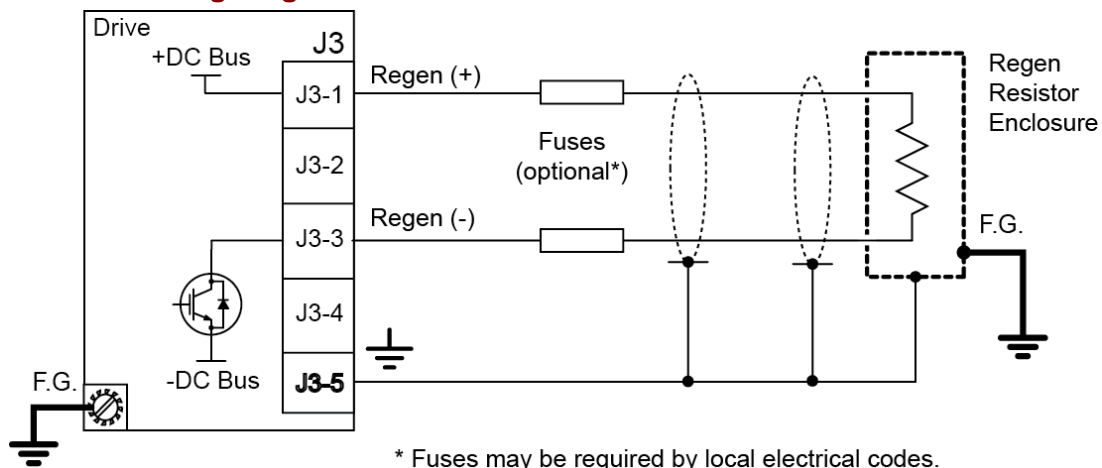 Drive
+DC Bus
J3
J3-1
Regen (+)
J3-2
Fuses
(optional*)
J3-3
Regen (-)
J3-4
J3-5
-DC Bus
F.G.
Regen
Resistor
Enclosure
F.G.
* Fuses may be required by local electrical codes.